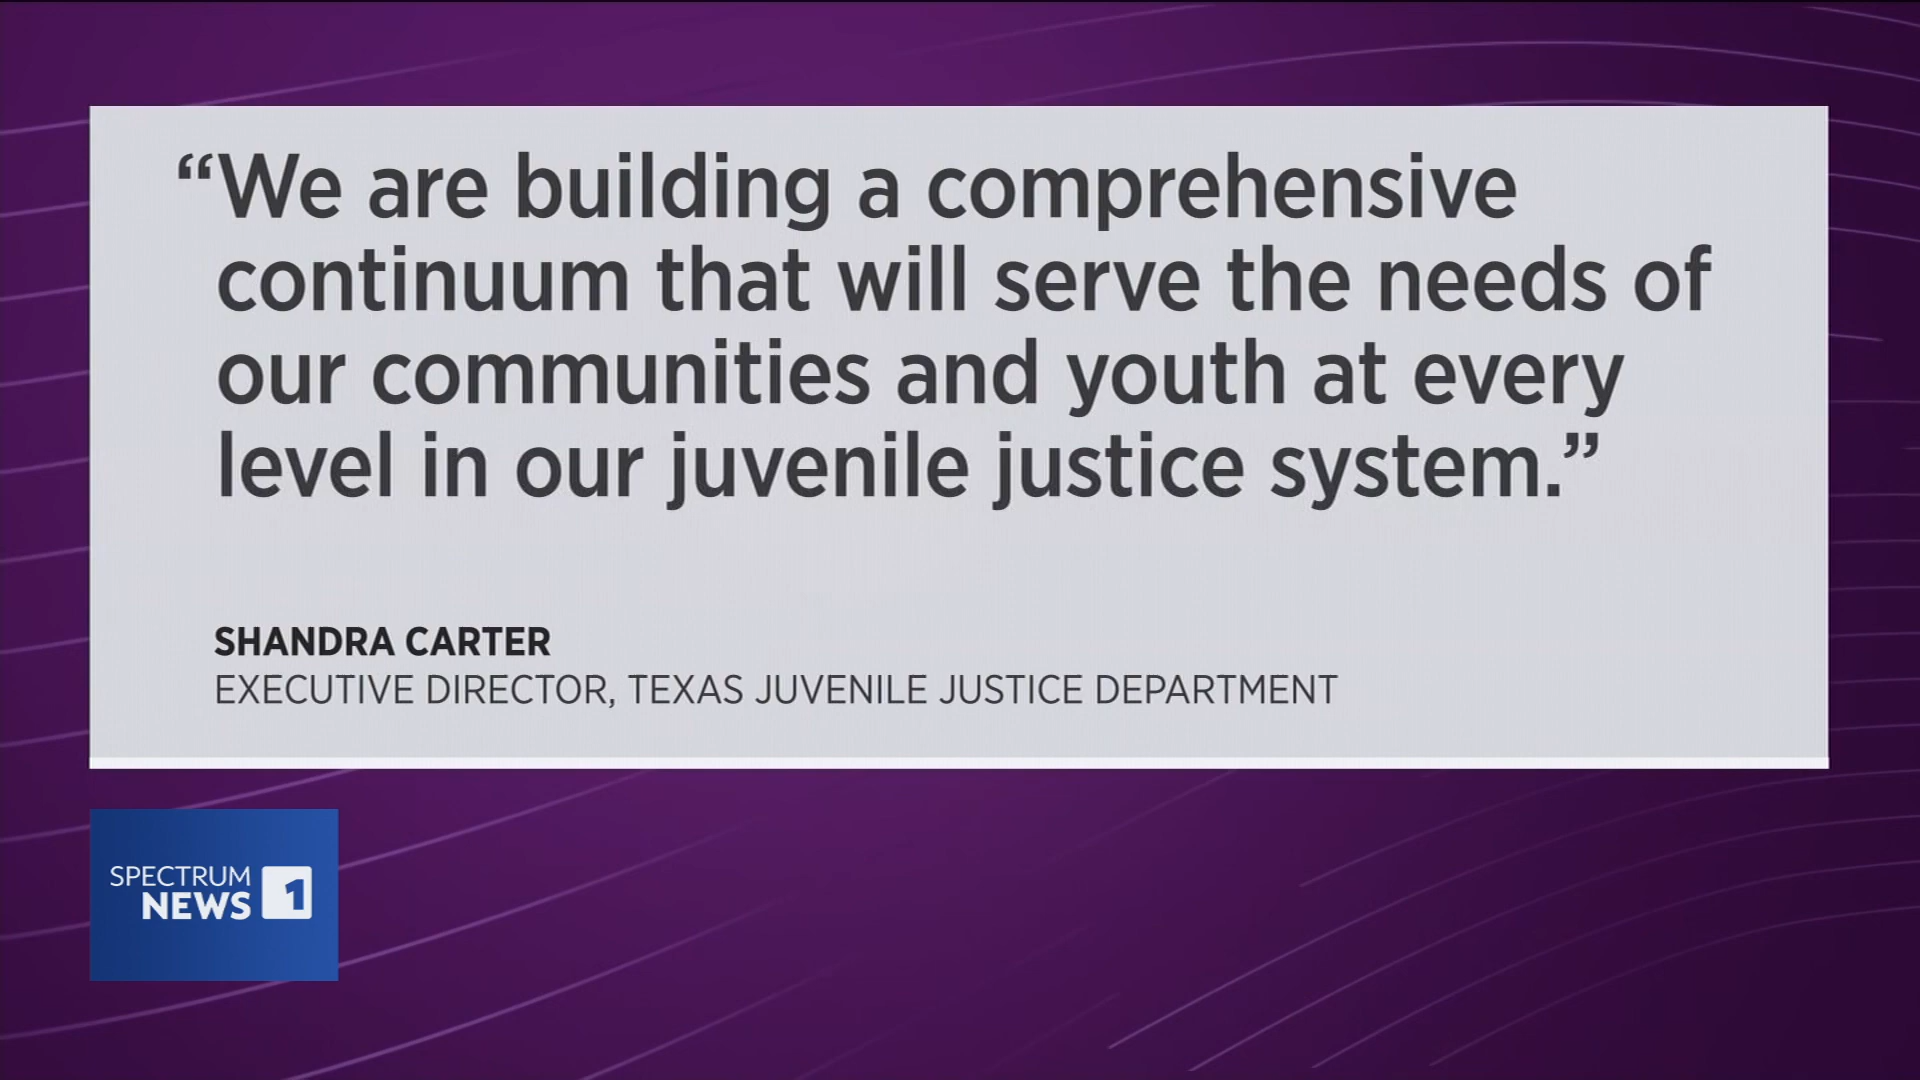 “We are building a comprehensive
continuum that will serve the needs of
our communities and youth at every
level in our juvenile justice system.”
SHANDRA CARTER
EXECUTIVE DIRECTOR, TEXAS JUVENILE JUSTICE DEPARTMENT
SPECTRUM
NEWS 1